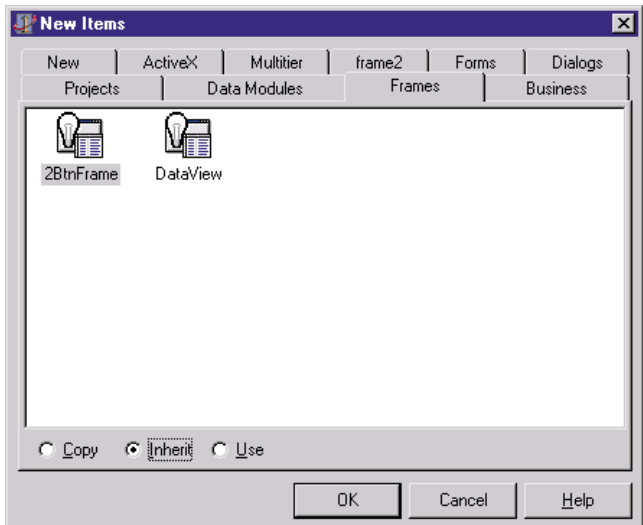 New Items
New ActiveX Multitier frame2 Forms Dialogs
Projects Data Modules Frames Business
2BtnFrame DataView
Copy Inherit Use
OK Cancel Help